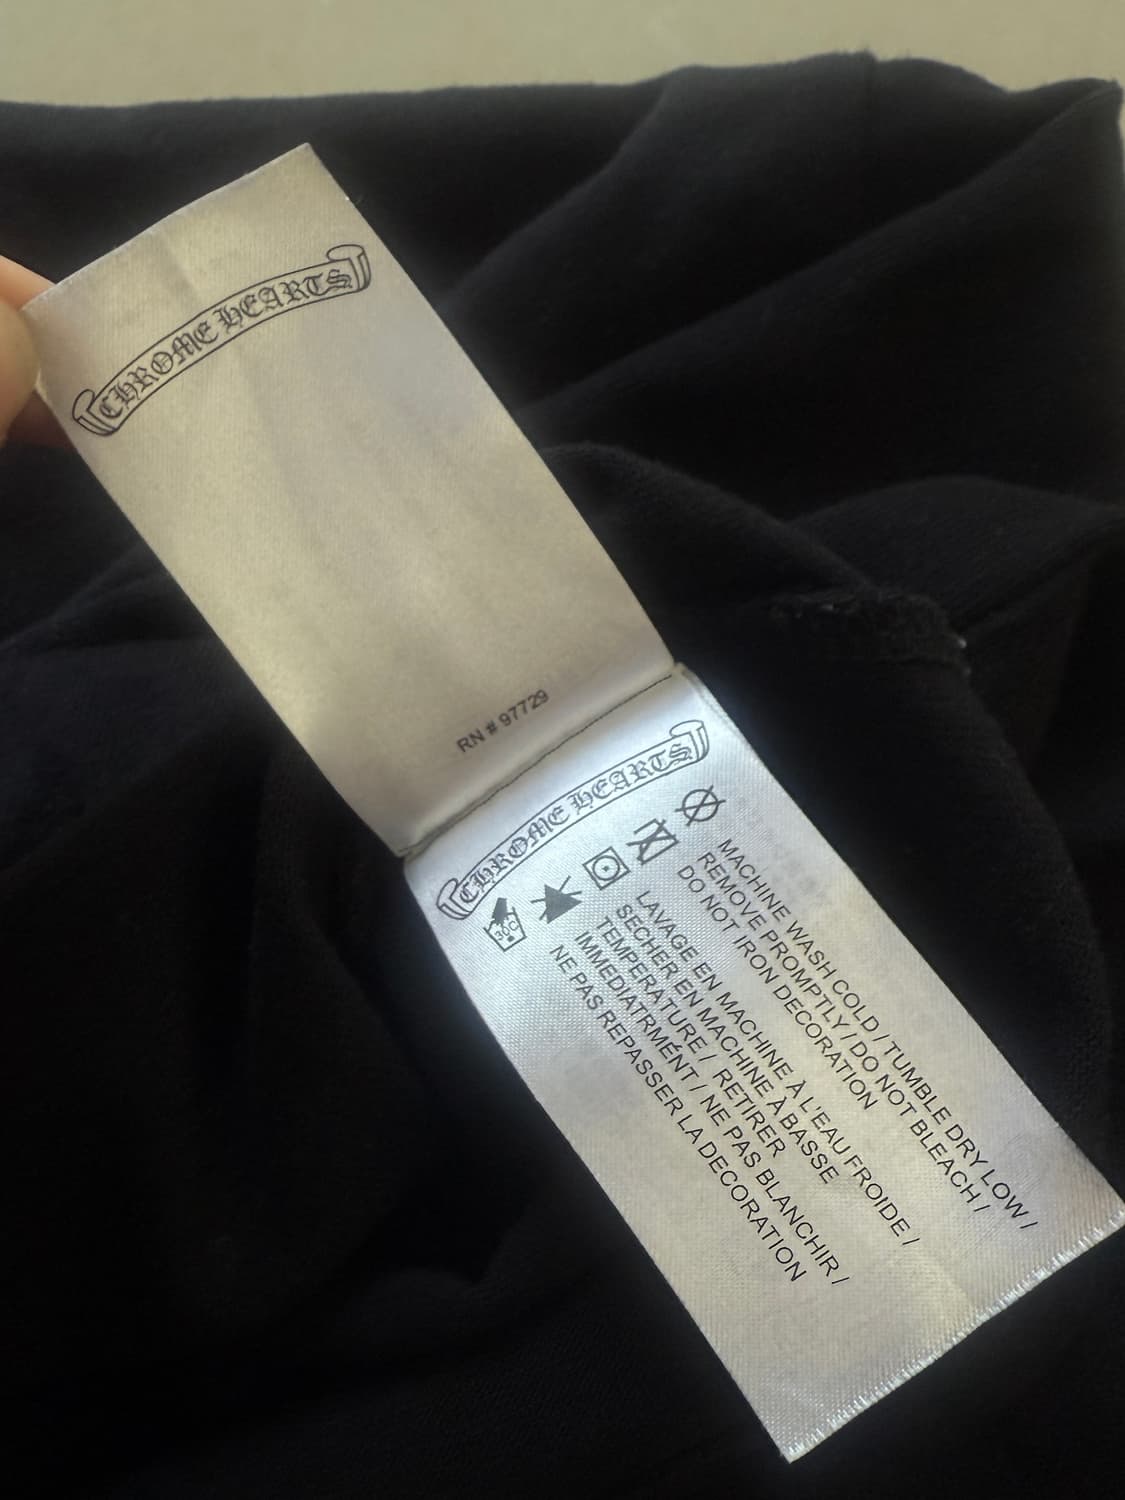 CHROME HEARTS
RN # 97729
CHROME HEARTS
30C
MACHINE WASH COLD / TUMBLE DRY LOW /
REMOVE PROMPTLY / DO NOT BLEACH /
DO NOT IRON DECORATION
LAVAGE EN MACHINE À L'EAU FROIDE /
SECHER EN MACHINE À BASSE
TEMPERATURE / RETIRER
IMMEDIATRMÉNT / NE PAS BLANCHIR /
NE PAS REPASSER LA DECORATION